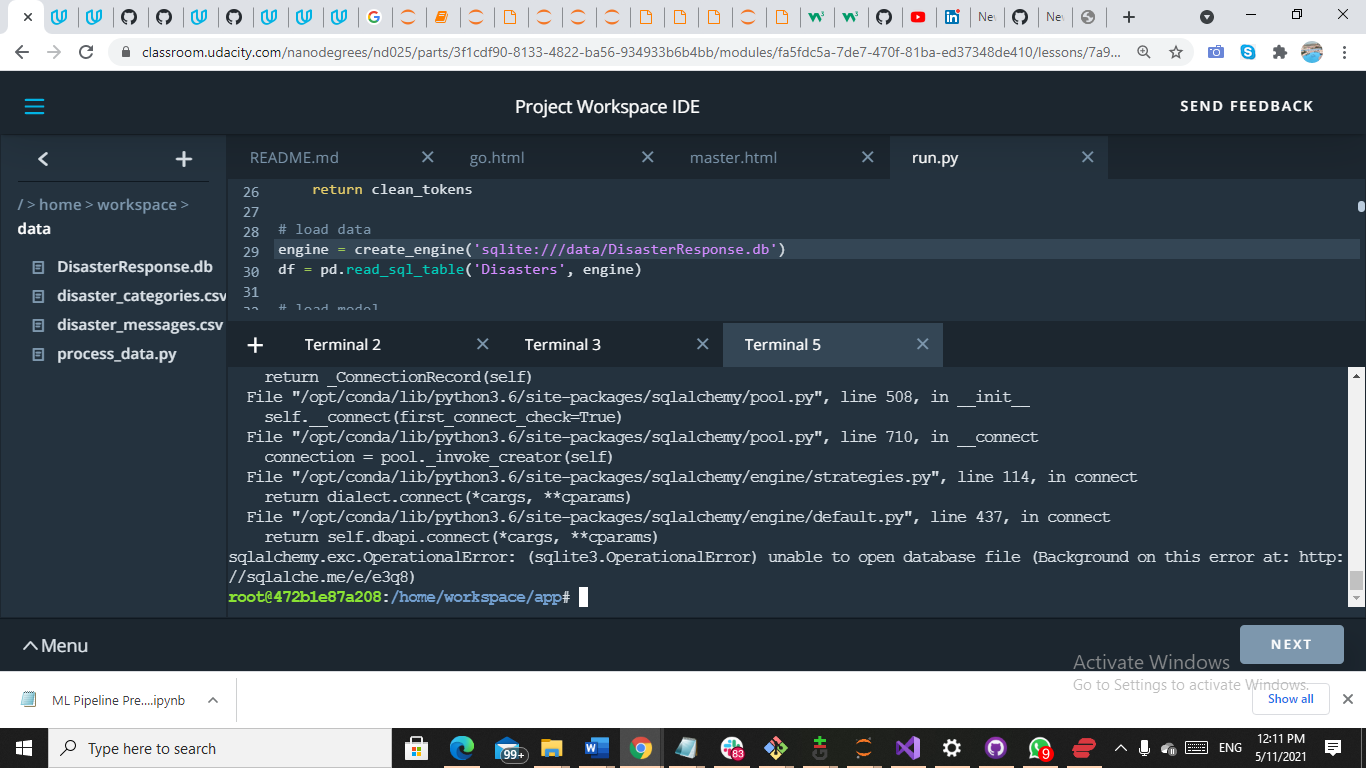 Nev
Nev
classroom.udacity.com/nanodegrees/nd025/parts/3f1cdf90-8133-4822-ba56-934933b6b4bb/modules/fa5fdc5a-7de7-470f-81ba-ed37348de410/lessons/7a9...
Project Workspace IDE
SEND FEEDBACK
README.md
go.html
master.html
run.py
/ > home > workspace >
data
DisasterResponse.db
disaster_categories.csv
disaster_messages.csv
process_data.py
26 return clean_tokens
27
28 # load data
29 engine = create_engine('sqlite:///data/DisasterResponse.db')
30 df = pd.read_sql_table('Disasters', engine)
31
32 # load model
Terminal 2
Terminal 3
Terminal 5
return _ConnectionRecord(self)
File "/opt/conda/lib/python3.6/site-packages/sqlalchemy/pool.py", line 508, in __init__
self.__connect(first_connect_check=True)
File "/opt/conda/lib/python3.6/site-packages/sqlalchemy/pool.py", line 710, in __connect
connection = pool._invoke_creator(self)
File "/opt/conda/lib/python3.6/site-packages/sqlalchemy/engine/strategies.py", line 114, in connect
return dialect.connect(*cargs, **cparams)
File "/opt/conda/lib/python3.6/site-packages/sqlalchemy/engine/default.py", line 437, in connect
return self.dbapi.connect(*cargs, **cparams)
sqlalchemy.exc.OperationalError: (sqlite3.OperationalError) unable to open database file (Background on this error at: http:
//sqlalche.me/e/e3q8)
root@472b1e87a208:/home/workspace/app#
Menu
NEXT
Activate Windows
Go to Settings to activate Windows.
ML Pipeline Pre....ipynb
Show all
Type here to search
99+
83
9
ENG
12:11 PM
5/11/2021